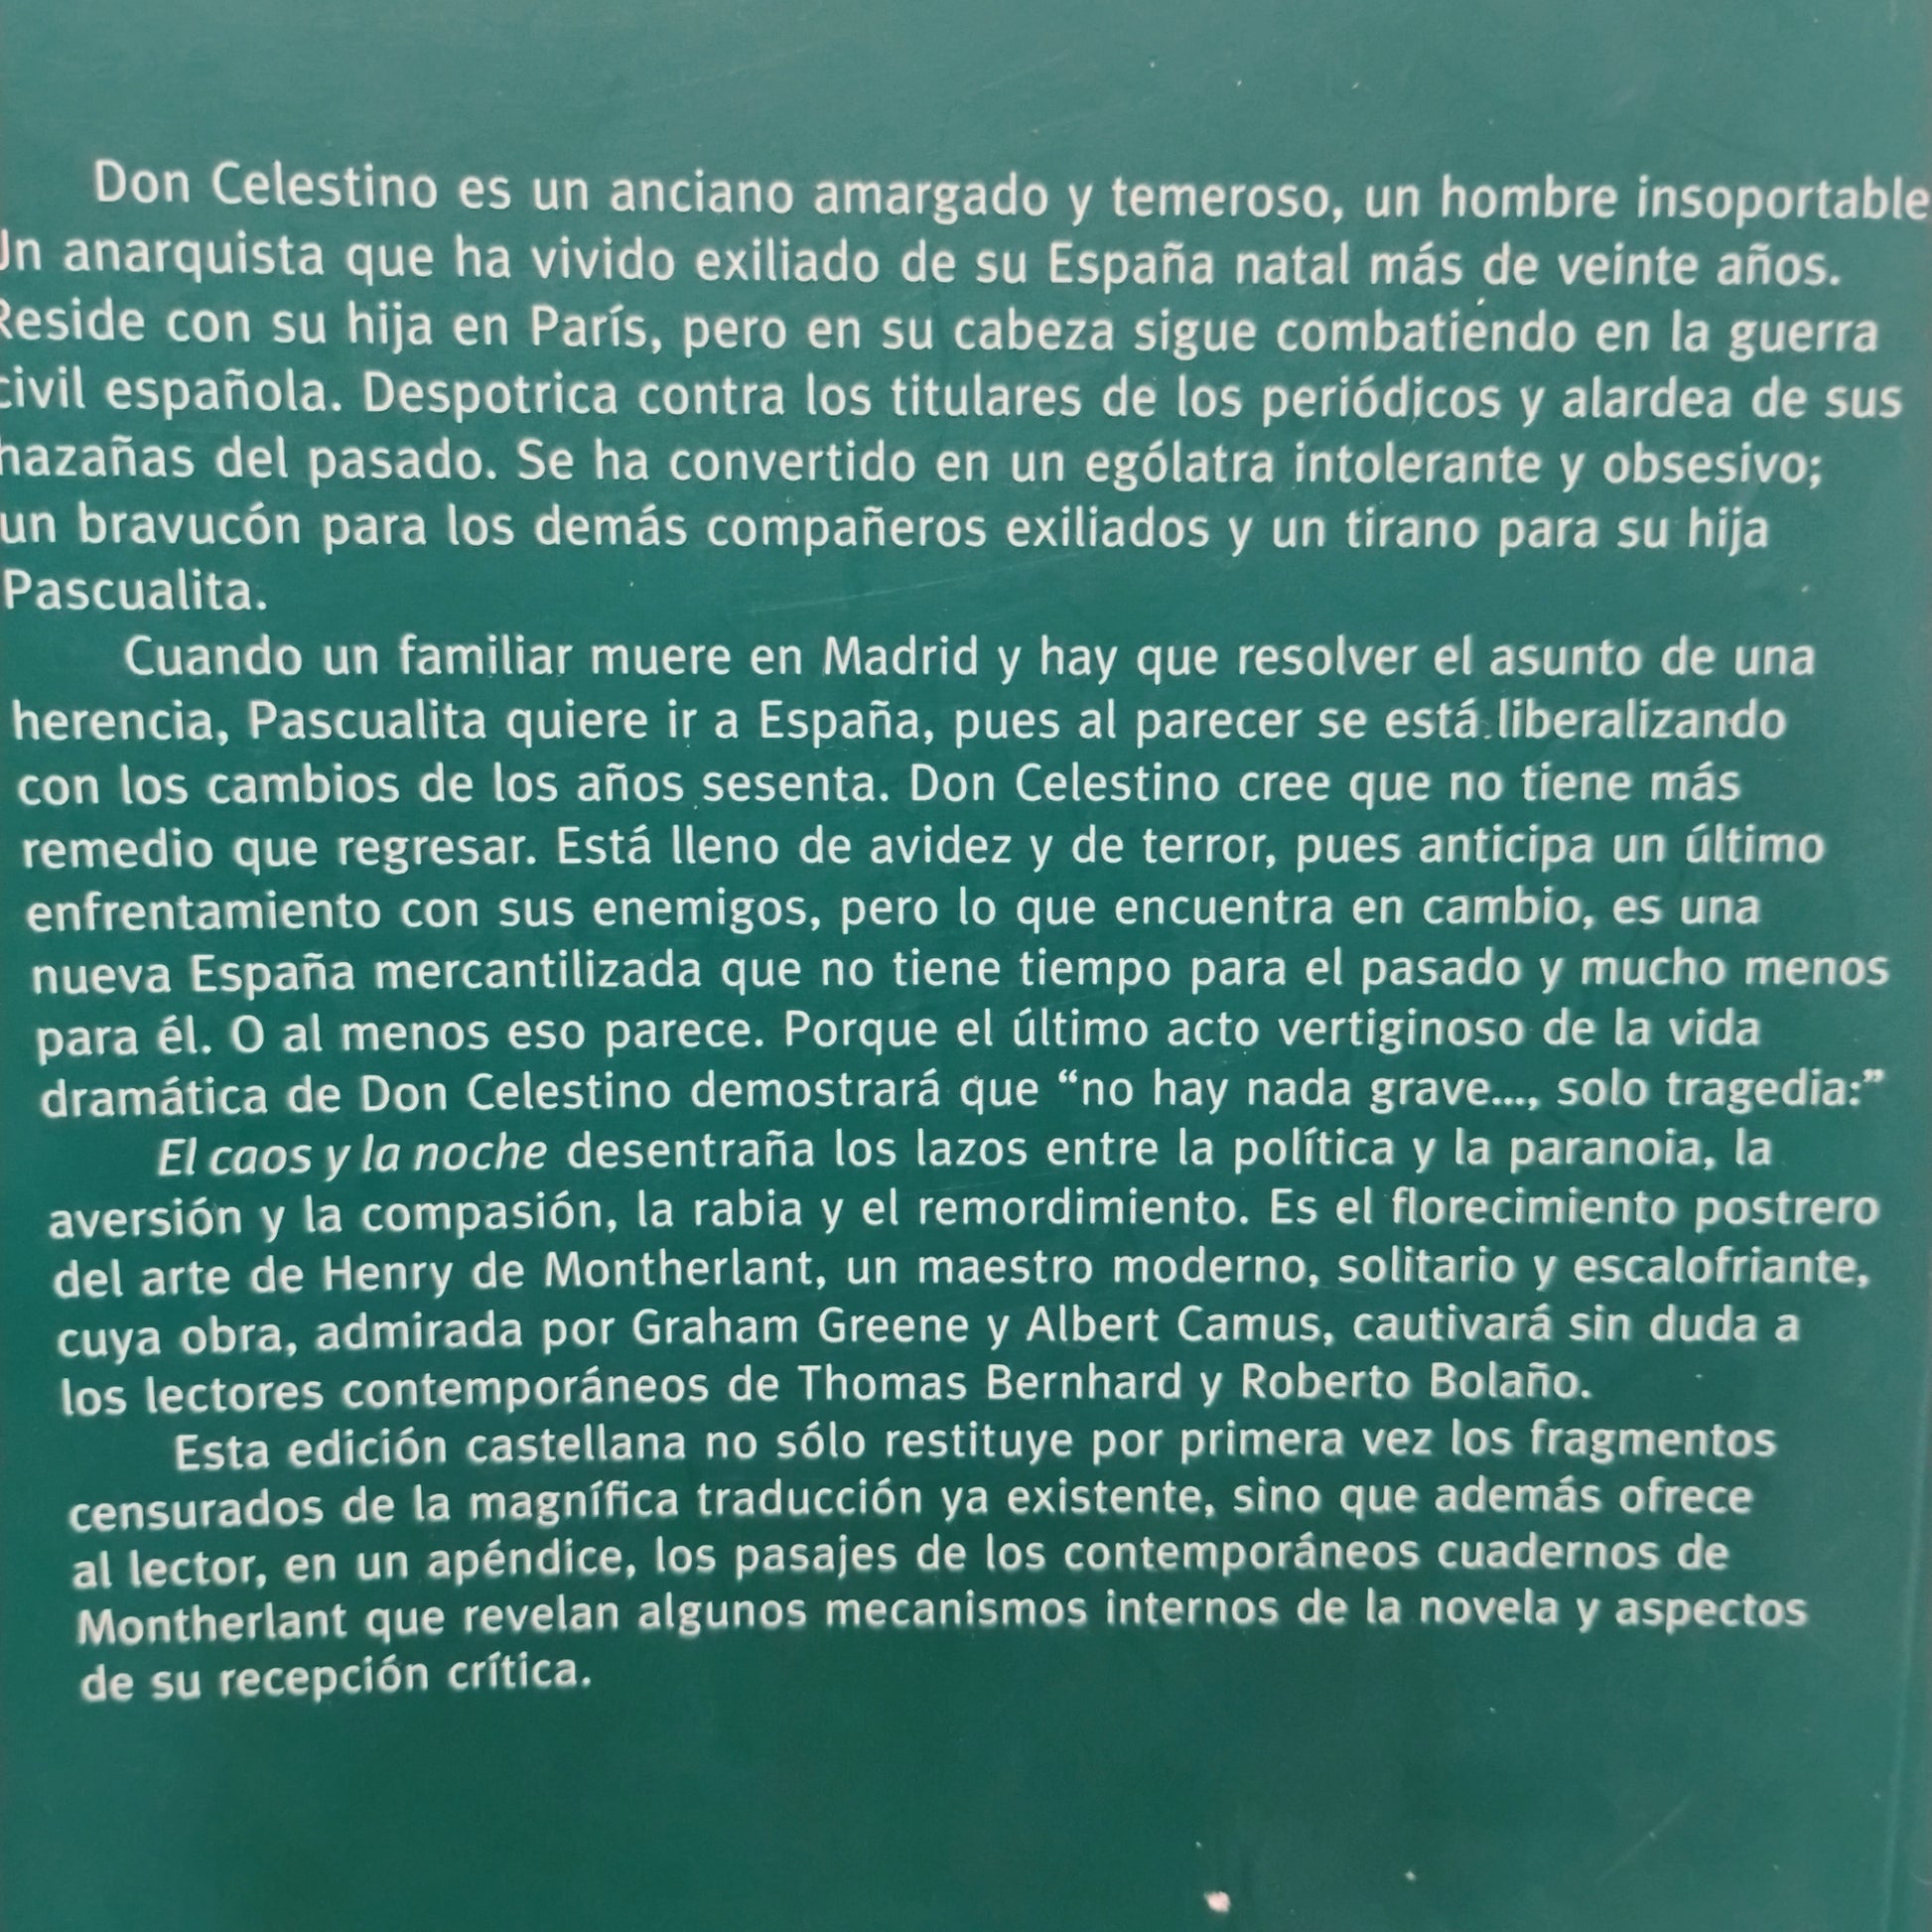 Don Celestino es un anciano amargado y temeroso, un hombre insoportable
Un anarquista que ha vivido exiliado de su España natal más de veinte años.
Reside con su hija en París, pero en su cabeza sigue combatiendo en la guerra
civil española. Despotrica contra los titulares de los periódicos y alardea de sus
hazañas del pasado. Se ha convertido en un ególatra intolerante y obsesivo;
un bravucón para los demás compañeros exiliados y un tirano para su hija
Pascualita.
Cuando un familiar muere en Madrid y hay que resolver el asunto de una
herencia, Pascualita quiere ir a España, pues al parecer se está liberalizando
con los cambios de los años sesenta. Don Celestino cree que no tiene más
remedio que regresar. Está lleno de avidez y de terror, pues anticipa un último
enfrentamiento con sus enemigos, pero lo que encuentra en cambio, es una
nueva España mercantilizada que no tiene tiempo para el pasado y mucho menos
para él. O al menos eso parece. Porque el último acto vertiginoso de la vida
dramática de Don Celestino demostrará que “no hay nada grave..., solo tragedia:”
El caos y la noche desentraña los lazos entre la política y la paranoia, la
aversión y la compasión, la rabia y el remordimiento. Es el florecimiento postrero
del arte de Henry de Montherlant, un maestro moderno, solitario y escalofriante,
cuya obra, admirada por Graham Greene y Albert Camus, cautivará sin duda a
los lectores contemporáneos de Thomas Bernhard y Roberto Bolaño.
Esta edición castellana no sólo restituye por primera vez los fragmentos
censurados de la magnífica traducción ya existente, sino que además ofrece
al lector, en un apéndice, los pasajes de los contemporáneos cuadernos de
Montherlant que revelan algunos mecanismos internos de la novela y aspectos
de su recepción crítica.